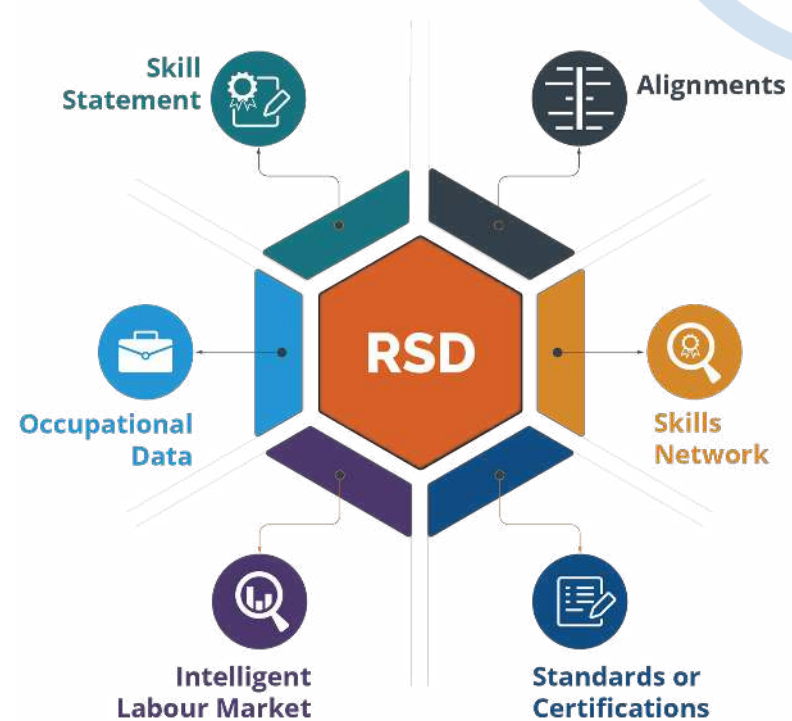 Skill
Statement
Alignments
RSD
Occupational
Data
Skills
Network
Intelligent
Labour Market
Standards or
Certifications